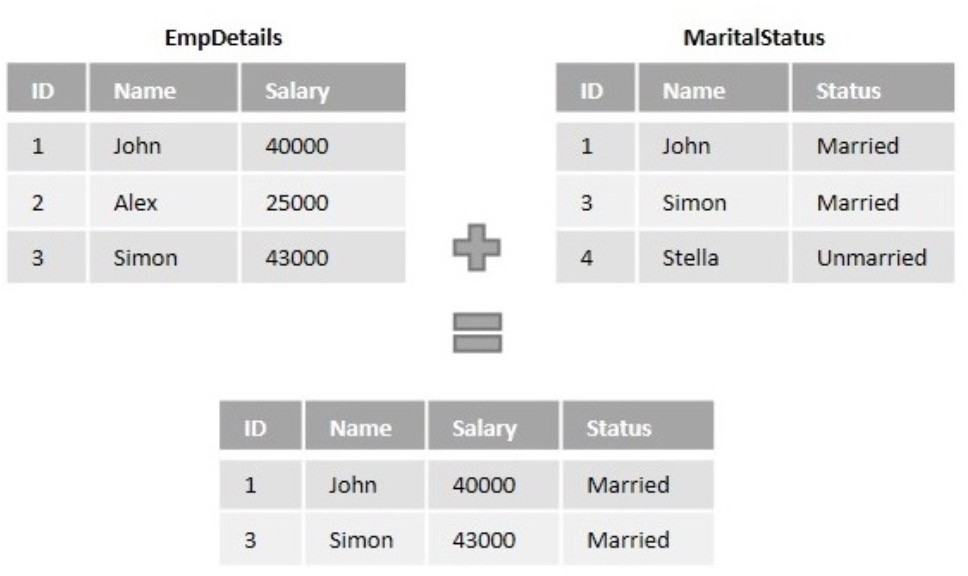 EmpDetails MaritalStatus
ID Name Salary ID Name Status
1 John 40000 1 John Married
2 Alex 25000 3 Simon Married
3 Simon 43000 4 Stella Unmarried
ID Name Salary Status
1 John 40000 Married
3 Simon 43000 Married